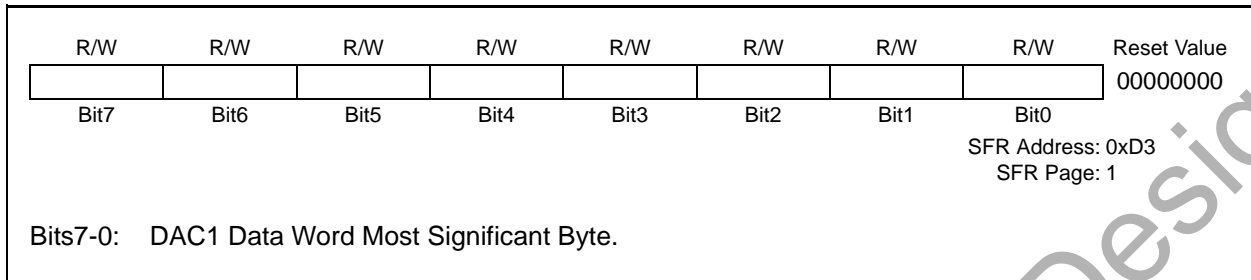 R/W R/W R/W R/W R/W R/W R/W R/W Reset Value
00000000
Bit7 Bit6 Bit5 Bit4 Bit3 Bit2 Bit1 Bit0
SFR Address: 0xD3
SFR Page: 1
Bits7-0: DAC1 Data Word Most Significant Byte.